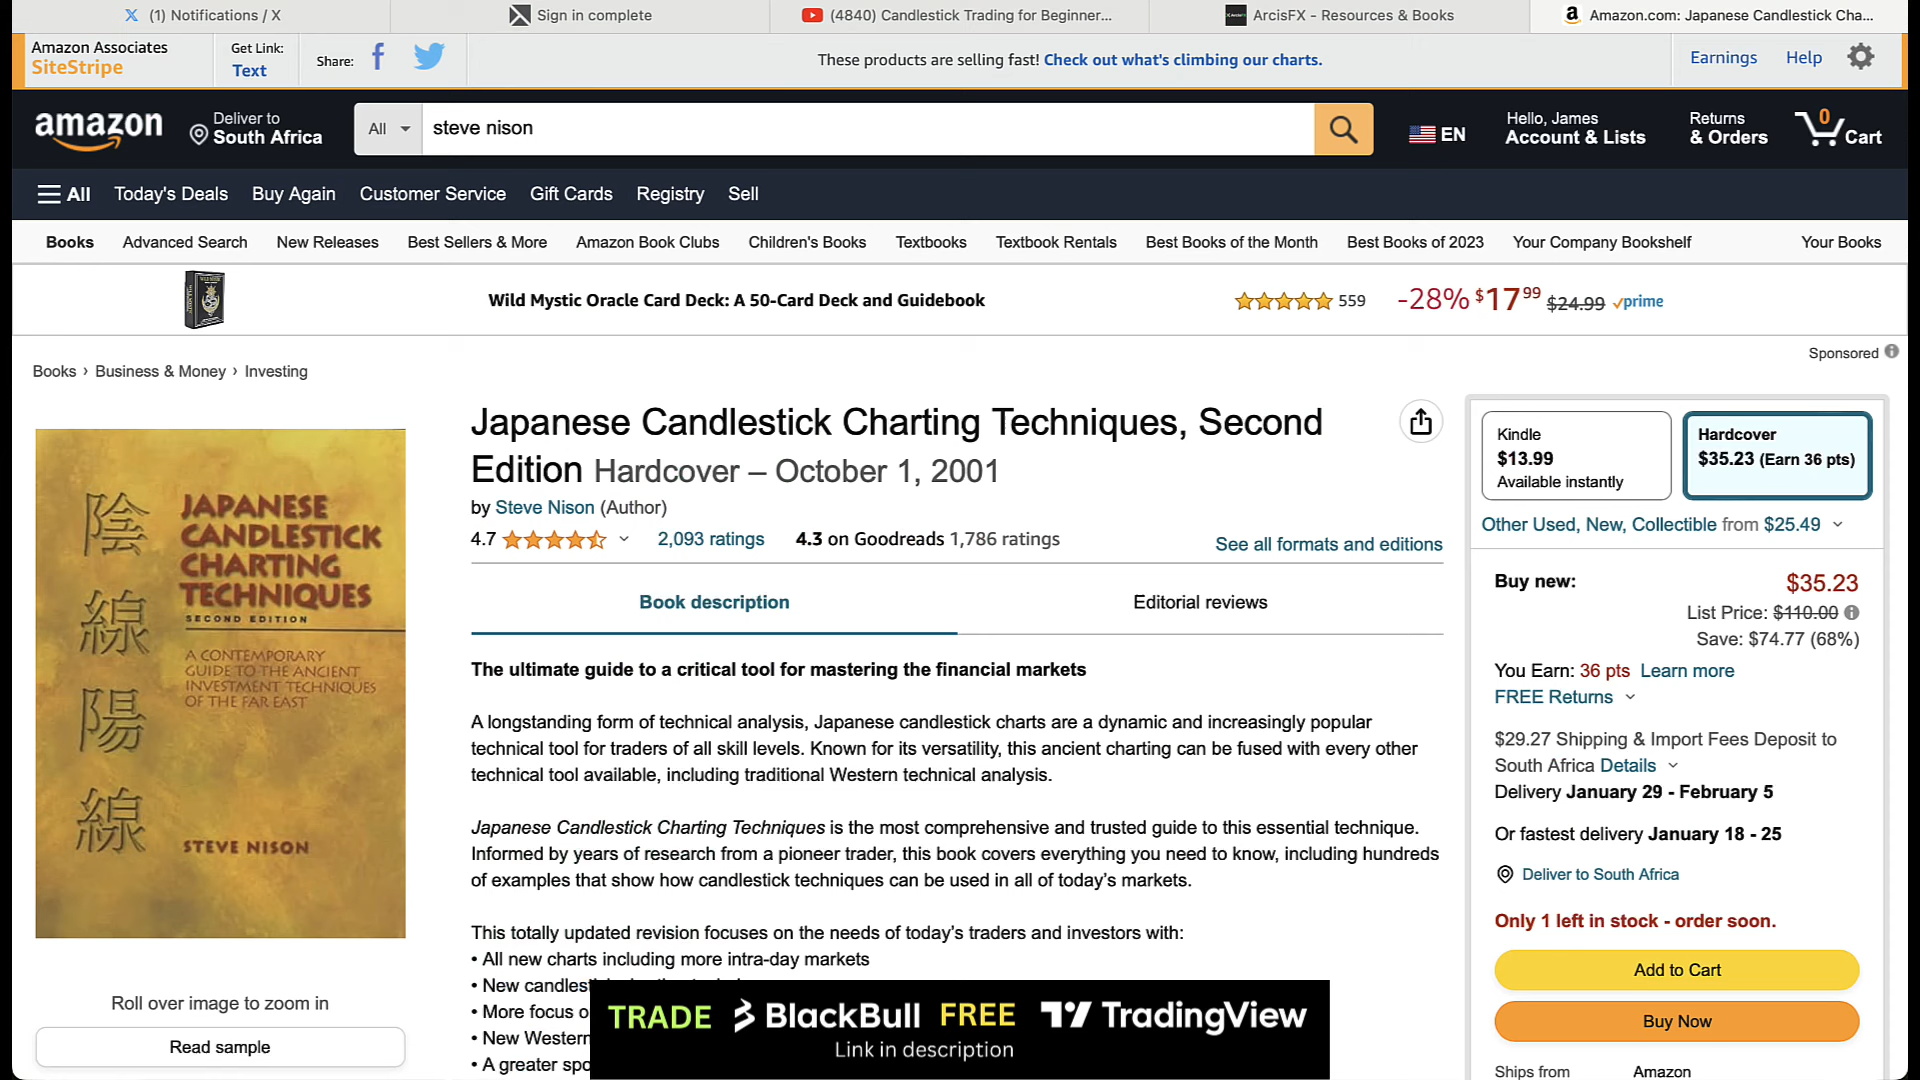 (1) Notifications / X
Sign in complete
(4840) Candlestick Trading for Beginner...
ArcisFX - Resources & Books
Amazon.com: Japanese Candlestick Cha...
Amazon Associates
SiteStripe
Get Link:
Text
Share:
These products are selling fast! Check out what's climbing our charts.
Earnings
Help
amazon
Deliver to
South Africa
All
steve nison
EN
Hello, James
Account & Lists
Returns
& Orders
0
Cart
All
Today's Deals
Buy Again
Customer Service
Gift Cards
Registry
Sell
Books
Advanced Search
New Releases
Best Sellers & More
Amazon Book Clubs
Children's Books
Textbooks
Textbook Rentals
Best Books of the Month
Best Books of 2023
Your Company Bookshelf
Your Books
Wild Mystic Oracle Card Deck: A 50-Card Deck and Guidebook
559
-28% $17 99 $24.99 prime
Sponsored
Books › Business & Money › Investing
陰線陽線
JAPANESE
CANDLESTICK
CHARTING
TECHNIQUES
SECOND EDITION
A CONTEMPORARY
GUIDE TO THE ANCIENT
INVESTMENT TECHNIQUES
OF THE FAR EAST
STEVE NISON
Roll over image to zoom in
Read sample
Japanese Candlestick Charting Techniques, Second
Edition Hardcover – October 1, 2001
by Steve Nison (Author)
4.7
2,093 ratings
4.3 on Goodreads 1,786 ratings
See all formats and editions
Book description
Editorial reviews
The ultimate guide to a critical tool for mastering the financial markets
A longstanding form of technical analysis, Japanese candlestick charts are a dynamic and increasingly popular
technical tool for traders of all skill levels. Known for its versatility, this ancient charting can be fused with every other
technical tool available, including traditional Western technical analysis.
Japanese Candlestick Charting Techniques is the most comprehensive and trusted guide to this essential technique.
Informed by years of research from a pioneer trader, this book covers everything you need to know, including hundreds
of examples that show how candlestick techniques can be used in all of today's markets.
This totally updated revision focuses on the needs of today's traders and investors with:
• All new charts including more intra-day markets
• New
• More focus
• New Western
• A greater
Kindle
$13.99
Available instantly
Hardcover
$35.23 (Earn 36 pts)
Other Used, New, Collectible from $25.49
Buy new:
$35.23
List Price: $110.00
Save: $74.77 (68%)
You Earn: 36 pts Learn more
FREE Returns
$29.27 Shipping & Import Fees Deposit to
South Africa Details
Delivery January 29 - February 5
Or fastest delivery January 18 - 25
Deliver to South Africa
Only 1 left in stock - order soon.
Add to Cart
Buy Now
Ships from
Amazon
TRADE BlackBull FREE TradingView
Link in description